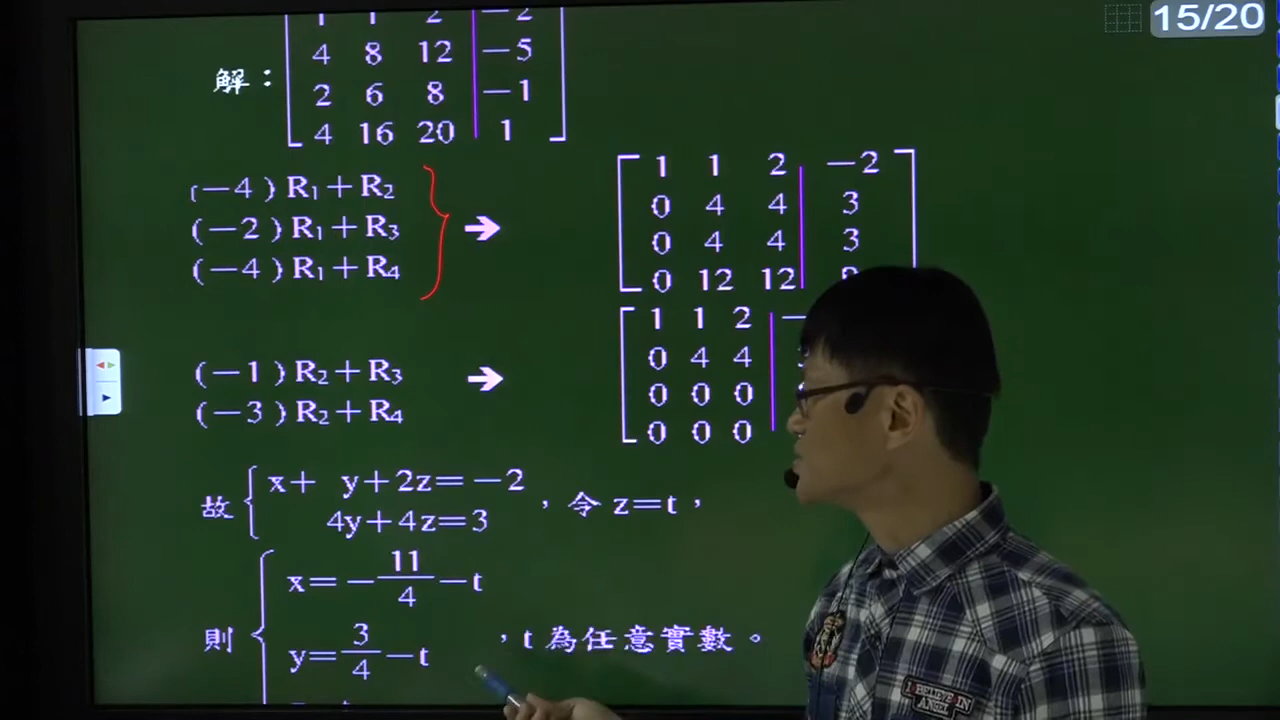 15/20
1 1 2 −2
4 8 12 −5
解：
2 6 8 −1
4 16 20 1
(−4)R₁+R₂
(−2)R₁+R₃
(−4)R₁+R₄
➔
1 1 2 −2
0 4 4 3
0 4 4 3
0 12 12
(−1)R₂+R₃
(−3)R₂+R₄
➔
1 1 2 −
0 4 4
0 0 0
0 0 0
故 { x+ y+2z=−2
4y+4z=3 ，令 z=t，
則 { x=−11/4−t
y=3/4−t ，t 為任意實數。
I BELIEVE IN
ANGEL